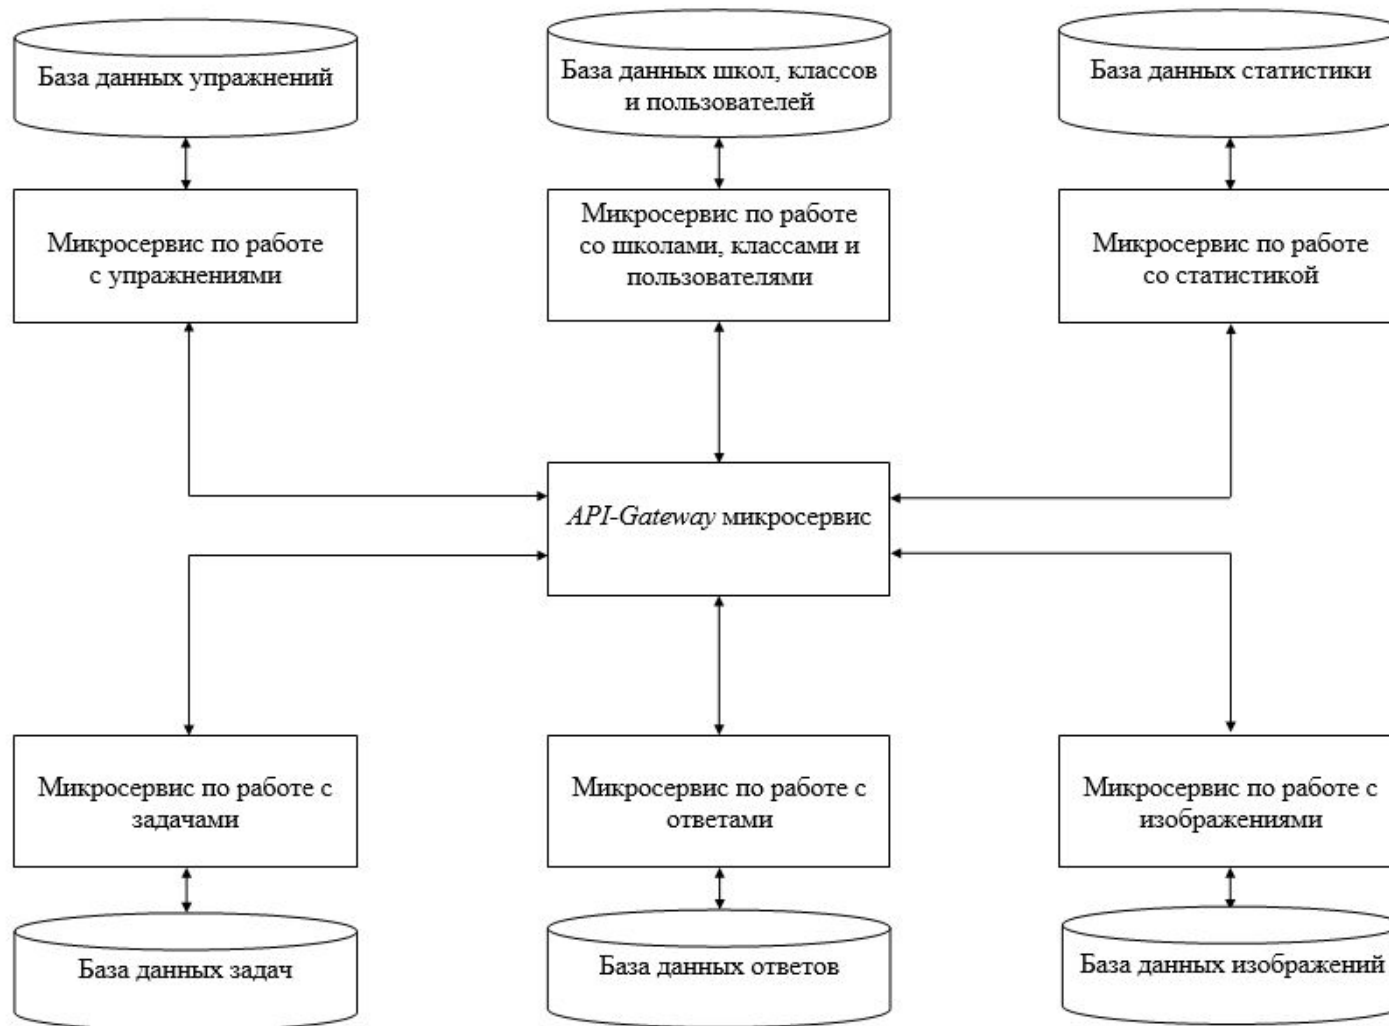 База данных упражнений
База данных школ, классов
и пользователей
База данных статистики
Микросервис по работе
с упражнениями
Микросервис по работе
со школами, классами и
пользователями
Микросервис по работе
со статистикой
API-Gateway микросервис
Микросервис по работе с
задачами
Микросервис по работе с
ответами
Микросервис по работе с
изображениями
База данных задач
База данных ответов
База данных изображений